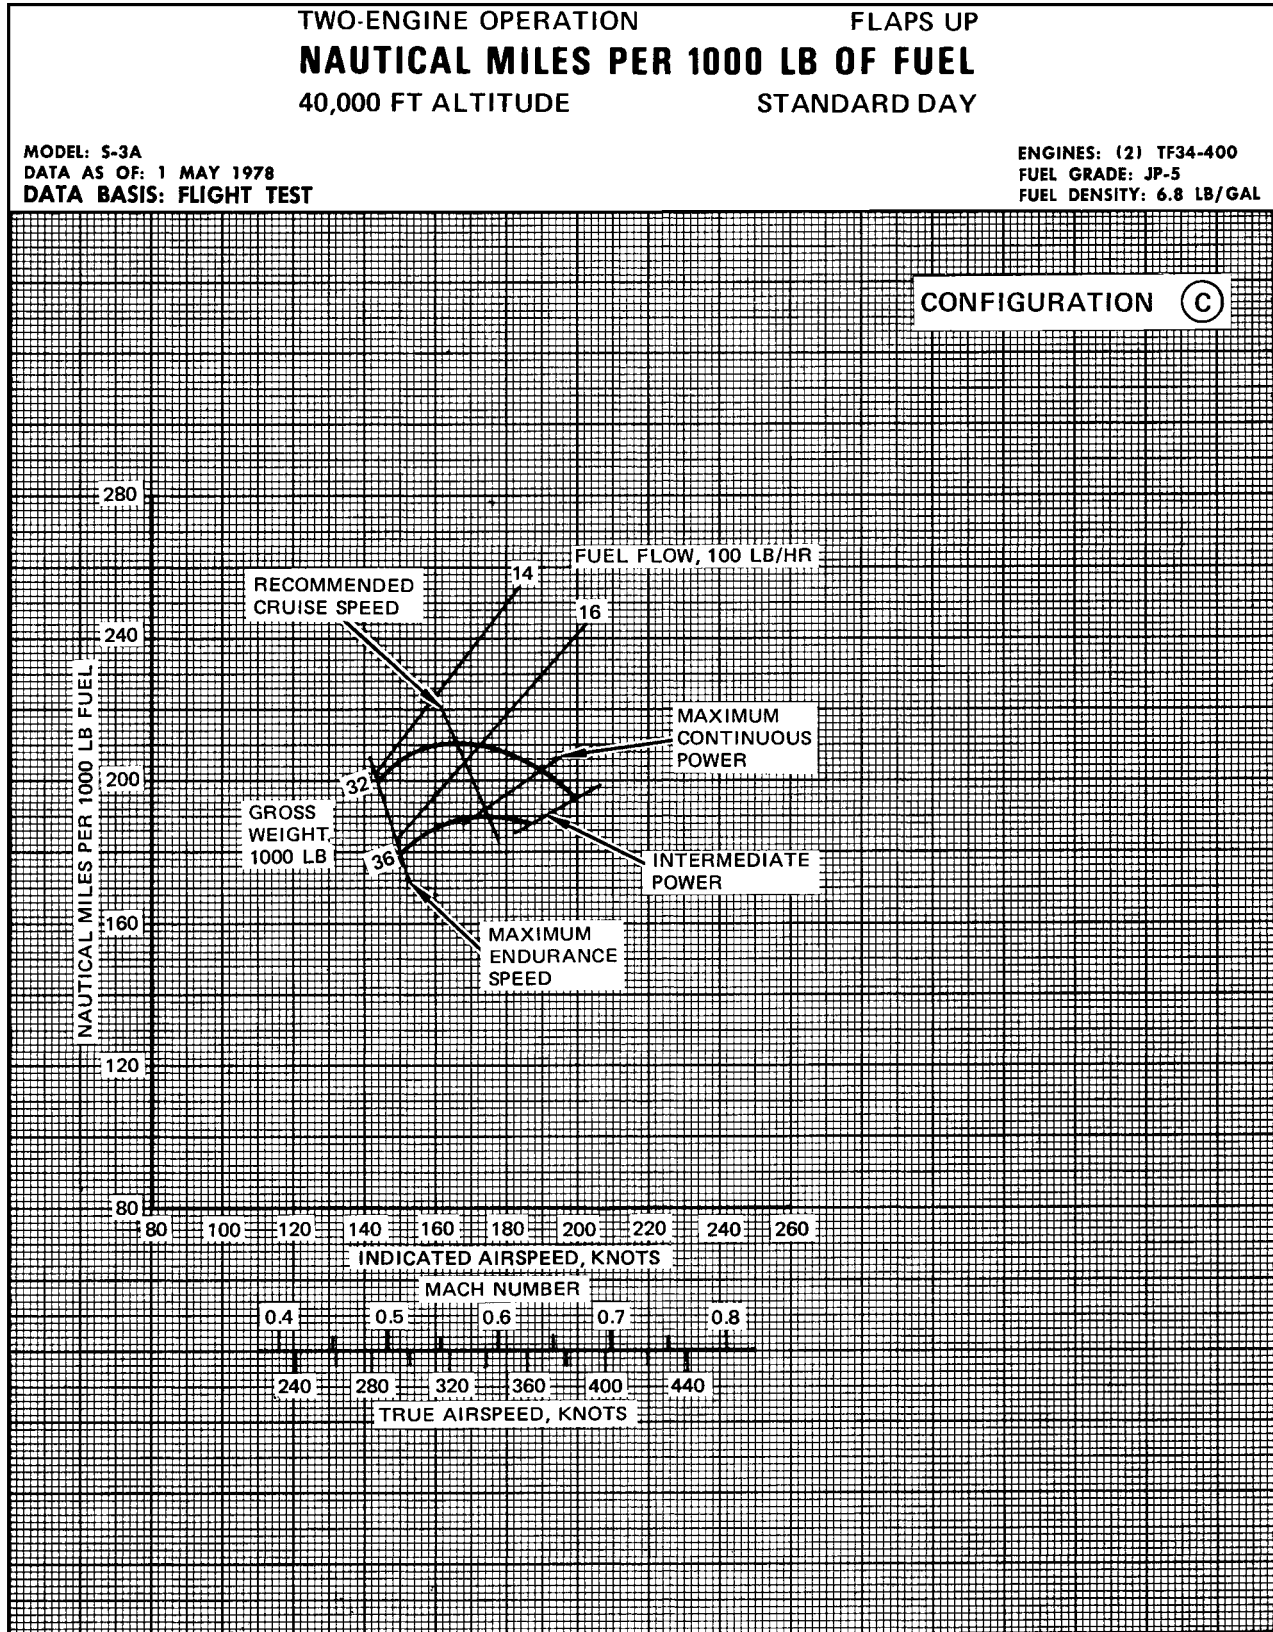 TWO-ENGINE OPERATION FLAPS UP
NAUTICAL MILES PER 1000 LB OF FUEL
40,000 FT ALTITUDE STANDARD DAY
MODEL: S-3A
DATA AS OF: 1 MAY 1978
DATA BASIS: FLIGHT TEST
ENGINES: (2) TF34-400
FUEL GRADE: JP-5
FUEL DENSITY: 6.8 LB/GAL
CONFIGURATION C
280
240
200
160
120
80
NAUTICAL MILES PER 1000 LB FUEL
FUEL FLOW, 100 LB/HR
14
16
RECOMMENDED
CRUISE SPEED
MAXIMUM
CONTINUOUS
POWER
32
GROSS
WEIGHT,
1000 LB
36
INTERMEDIATE
POWER
MAXIMUM
ENDURANCE
SPEED
80 100 120 140 160 180 200 220 240 260
INDICATED AIRSPEED, KNOTS
MACH NUMBER
0.4 0.5 0.6 0.7 0.8
240 280 320 360 400 440
TRUE AIRSPEED, KNOTS